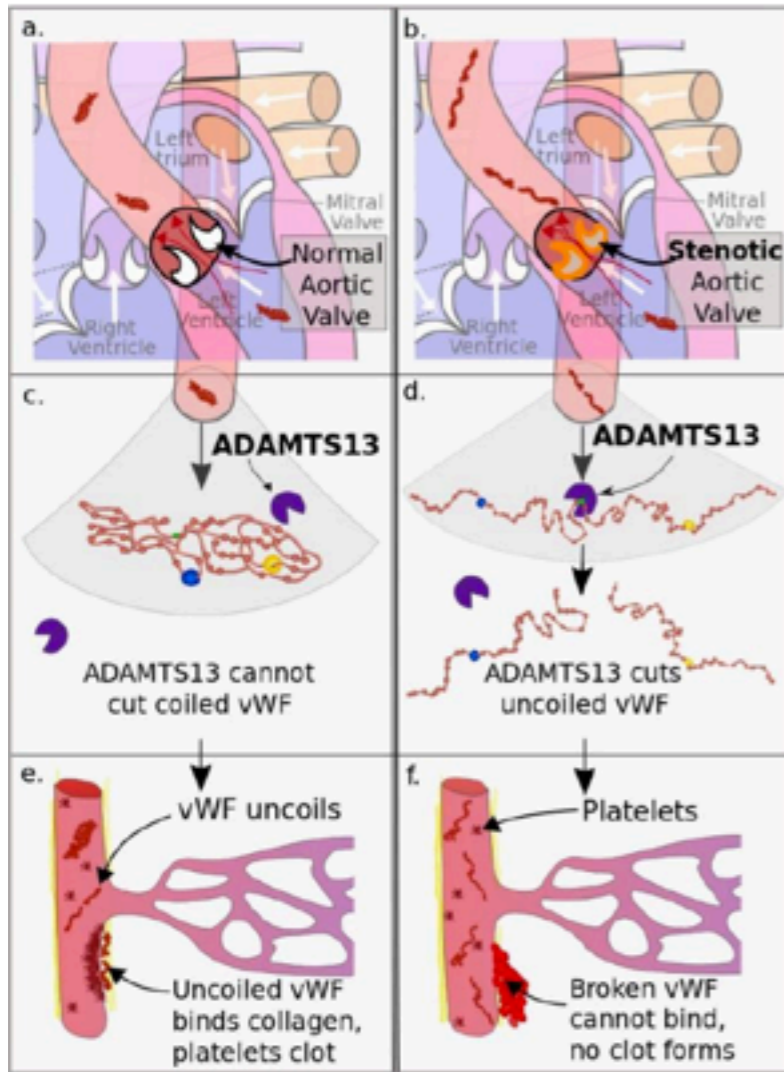 a.
Left
trium
Mitral
Valve
Normal
Aortic
Valve
Left
Ventricle
Right
Ventricle
b.
Left
trium
Mitral
Valve
Stenotic
Aortic
Valve
Left
Ventricle
Right
Ventricle
c.
ADAMTS13
ADAMTS13 cannot
cut coiled vWF
d.
ADAMTS13
ADAMTS13 cuts
uncoiled vWF
e.
vWF uncoils
Uncoiled vWF
binds collagen,
platelets clot
f.
Platelets
Broken vWF
cannot bind,
no clot forms